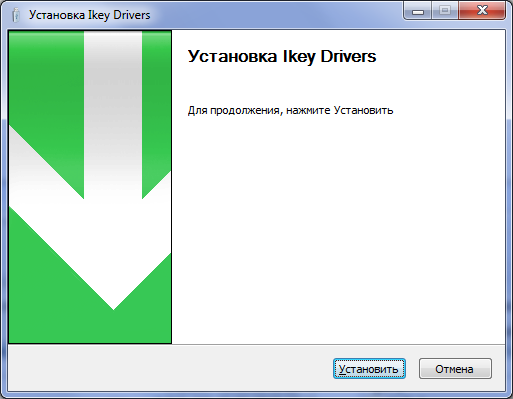 Установка Ikey Drivers
Установка Ikey Drivers
Для продолжения, нажмите Установить
Установить
Отмена